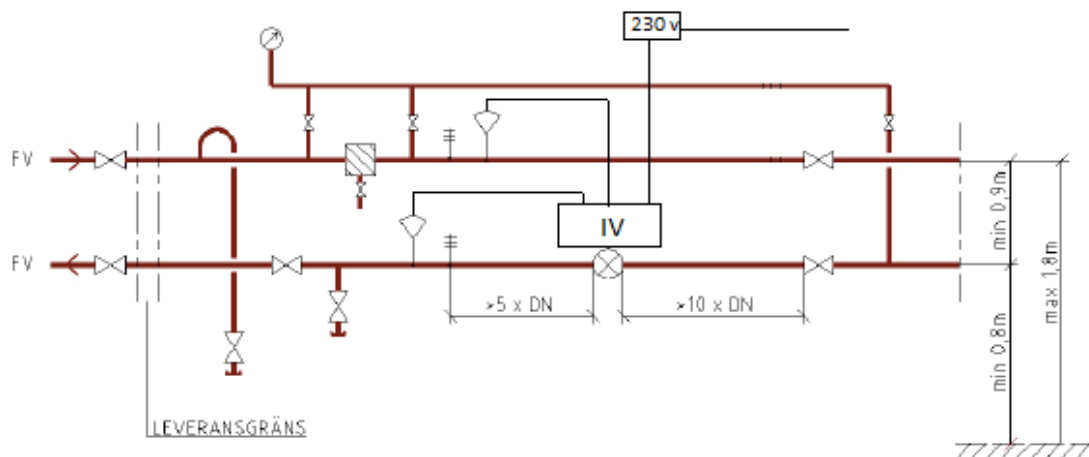 230 v
FV
FV
IV
>5 x DN
>10 x DN
min 0,9m
min 0,8m
max 1,8m
LEVERANSGRÄNS